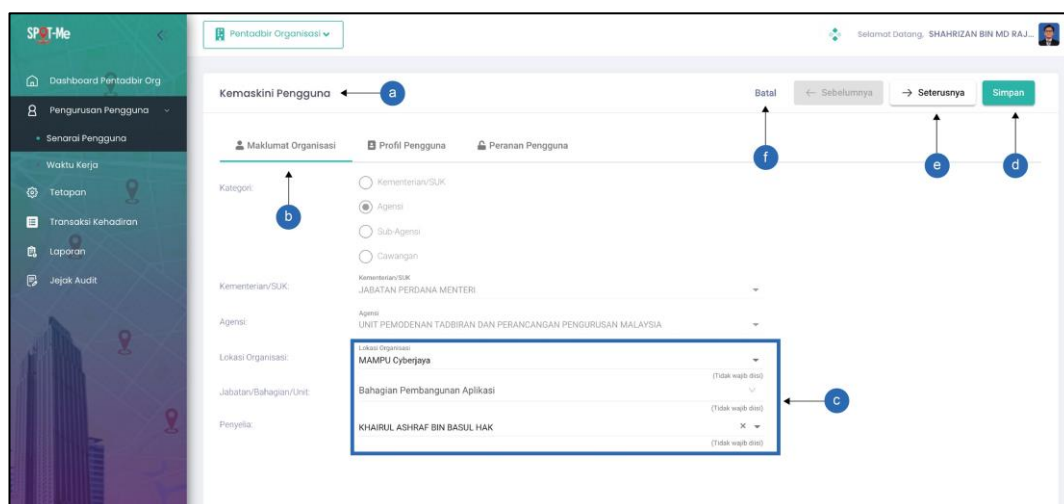 SPOT-Me
Pentadbir Organisasi
Selamat Datang, SHAHRIZAN BIN MD RAJ...
Dashboard Pentadbir Org
Pengurusan Pengguna
Senarai Pengguna
Waktu Kerja
Tetapan
Transaksi Kehadiran
Laporan
Jejak Audit
Kemaskini Pengguna
a
Batal
← Sebelumnya
→ Seterusnya
Simpan
Maklumat Organisasi
Profil Pengguna
Peranan Pengguna
f
e
d
b
Kategori:
Kementerian/SUK
Agensi
Sub-Agensi
Cawangan
Kementerian/SUK:
Kementerian/SUK
JABATAN PERDANA MENTERI
Agensi:
Agensi
UNIT PEMODENAN TADBIRAN DAN PERANCANGAN PENGURUSAN MALAYSIA
Lokasi Organisasi:
Lokasi Organisasi
MAMPU Cyberjaya
(Tidak wajib diisi)
Jabatan/Bahagian/Unit:
Bahagian Pembangunan Aplikasi
(Tidak wajib diisi)
c
Penyelia:
KHAIRUL ASHRAF BIN BASUL HAK
(Tidak wajib diisi)